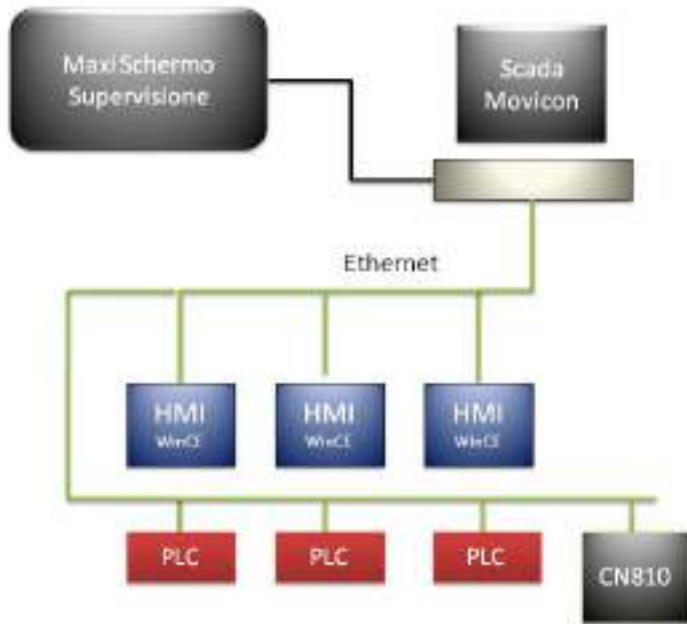 Maxi Schermo
Supervisione
Scada
Movicon
Ethernet
HMI
WinCE
HMI
WinCE
HMI
WinCE
PLC
PLC
PLC
CN810